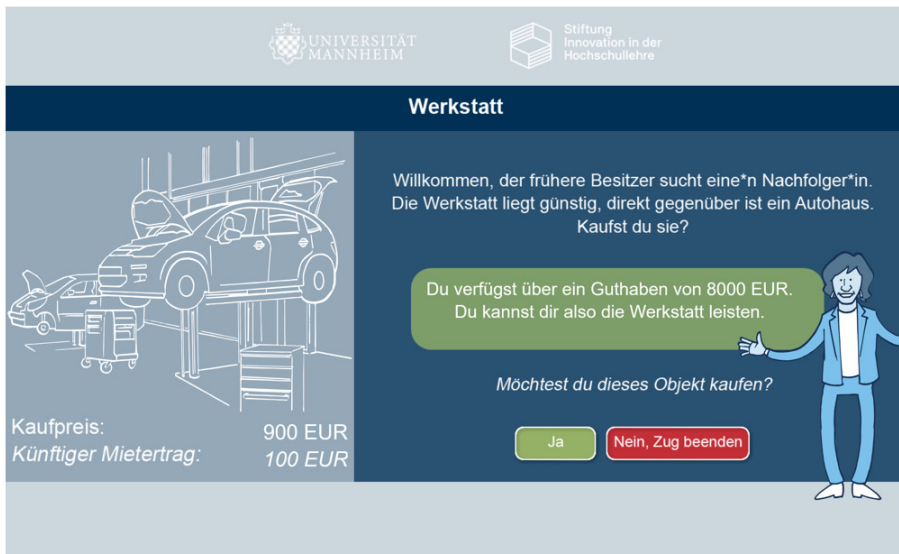 UNIVERSITÄT
MANNHEIM
Stiftung
Innovation in der
Hochschullehre
Werkstatt
Willkommen, der frühere Besitzer sucht eine*n Nachfolger*in.
Die Werkstatt liegt günstig, direkt gegenüber ist ein Autohaus.
Kaufst du sie?
Du verfügst über ein Guthaben von 8000 EUR.
Du kannst dir also die Werkstatt leisten.
Möchtest du dieses Objekt kaufen?
Ja
Nein, Zug beenden
Kaufpreis: 900 EUR
Künftiger Mietertrag: 100 EUR